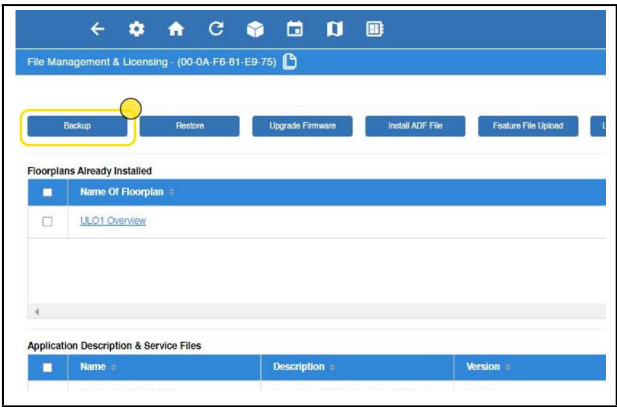 File Management & Licensing - (00-0A-F6-81-E9-75)
Backup Restore Upgrade Firmware Install ADF File Feature File Upload
Floorplans Already Installed
Name Of Floorplan
ULO1 Overview
Application Description & Service Files
Name Description Version